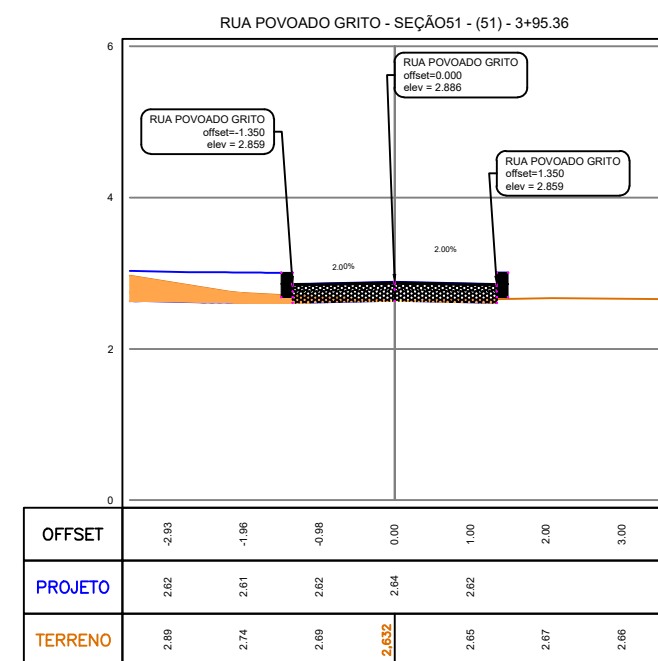 RUA POVOADO GRITO - SEÇÃO51 - (51) - 3+95.36
6
RUA POVOADO GRITO
offset=0.000
elev = 2.886
RUA POVOADO GRITO
offset=-1.350
elev = 2.859
RUA POVOADO GRITO
offset=1.350
elev = 2.859
4
2.00%
2.00%
2
0
OFFSET -2.93 -1.96 -0.98 0.00 1.00 2.00 3.00
PROJETO 2.62 2.61 2.62 2.64 2.62
TERRENO 2.89 2.74 2.69 2,632 2.65 2.67 2.66